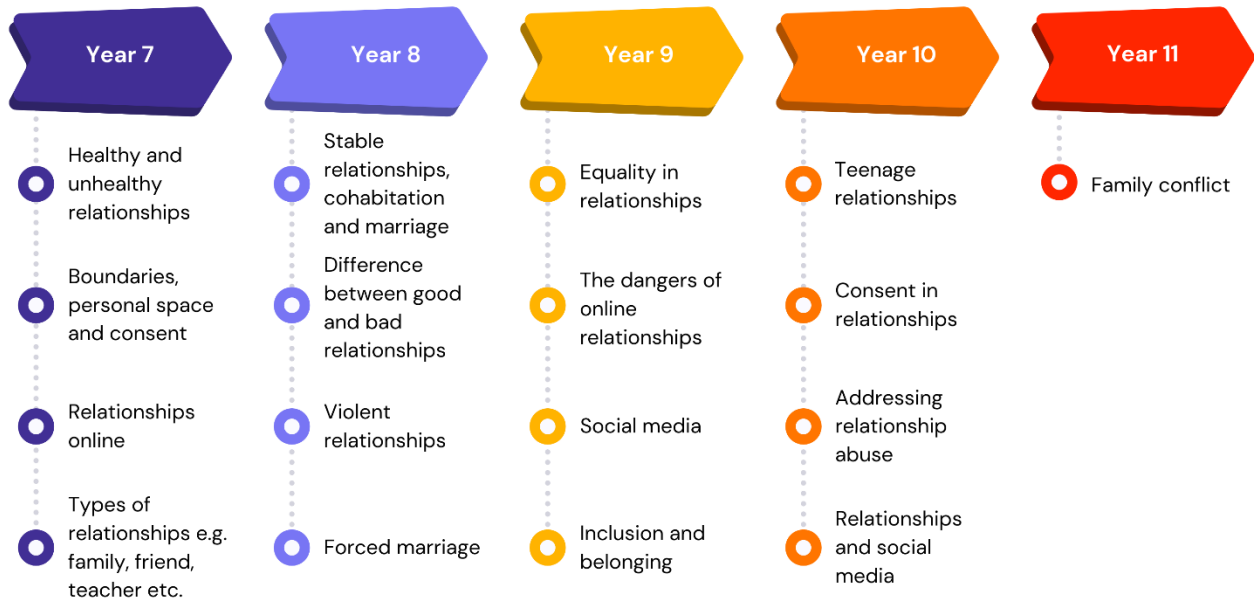 Year 7
Healthy and
unhealthy
relationships
Boundaries,
personal space
and consent
Relationships
online
Types of
relationships e.g.
family, friend,
teacher etc.
Year 8
Stable
relationships,
cohabitation
and marriage
Difference
between good
and bad
relationships
Violent
relationships
Forced marriage
Year 9
Equality in
relationships
The dangers of
online
relationships
Social media
Inclusion and
belonging
Year 10
Teenage
relationships
Consent in
relationships
Addressing
relationship
abuse
Relationships
and social
media
Year 11
Family conflict